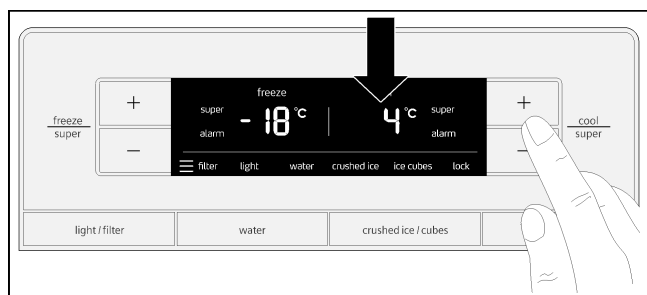 freeze
super
+
−
freeze
super
alarm
-18 °C
4 °C
super
alarm
filter light water crushed ice ice cubes lock
+
−
cool
super
light / filter
water
crushed ice / cubes